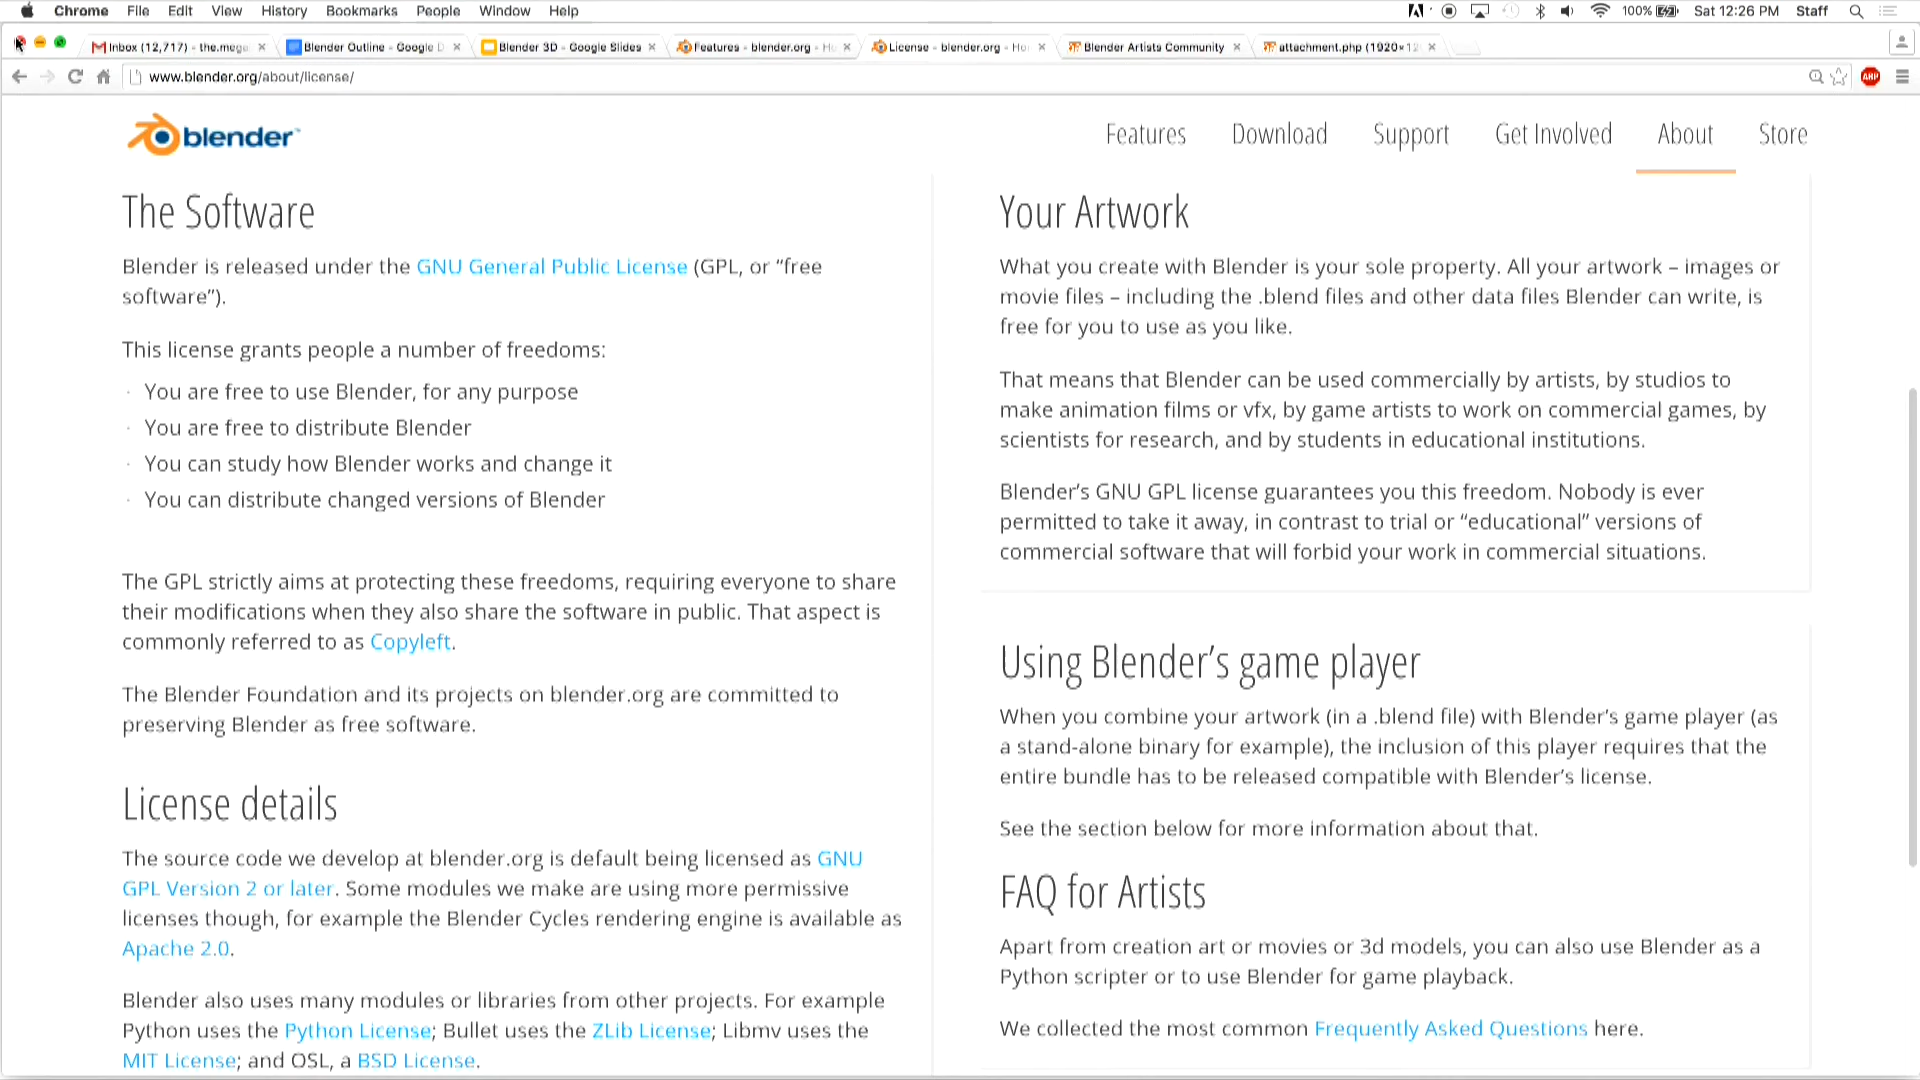 Chrome File Edit View History Bookmarks People Window Help
100% Sat 12:26 PM Staff
Inbox (12,717) - the.mega
Blender Outline - Google D
Blender 3D - Google Slides
Features - blender.org - Ho
License - blender.org - Ho
Blender Artists Community
attachment.php (1920×12
www.blender.org/about/license/
ABP
blender
Features Download Support Get Involved About Store
The Software
Blender is released under the GNU General Public License (GPL, or “free
software”).
This license grants people a number of freedoms:
· You are free to use Blender, for any purpose
· You are free to distribute Blender
· You can study how Blender works and change it
· You can distribute changed versions of Blender
The GPL strictly aims at protecting these freedoms, requiring everyone to share
their modifications when they also share the software in public. That aspect is
commonly referred to as Copyleft.
The Blender Foundation and its projects on blender.org are committed to
preserving Blender as free software.
License details
The source code we develop at blender.org is default being licensed as GNU
GPL Version 2 or later. Some modules we make are using more permissive
licenses though, for example the Blender Cycles rendering engine is available as
Apache 2.0.
Blender also uses many modules or libraries from other projects. For example
Python uses the Python License; Bullet uses the ZLib License; Libmv uses the
MIT License; and OSL, a BSD License.
Your Artwork
What you create with Blender is your sole property. All your artwork – images or
movie files – including the .blend files and other data files Blender can write, is
free for you to use as you like.
That means that Blender can be used commercially by artists, by studios to
make animation films or vfx, by game artists to work on commercial games, by
scientists for research, and by students in educational institutions.
Blender’s GNU GPL license guarantees you this freedom. Nobody is ever
permitted to take it away, in contrast to trial or “educational” versions of
commercial software that will forbid your work in commercial situations.
Using Blender’s game player
When you combine your artwork (in a .blend file) with Blender’s game player (as
a stand-alone binary for example), the inclusion of this player requires that the
entire bundle has to be released compatible with Blender’s license.
See the section below for more information about that.
FAQ for Artists
Apart from creation art or movies or 3d models, you can also use Blender as a
Python scripter or to use Blender for game playback.
We collected the most common Frequently Asked Questions here.